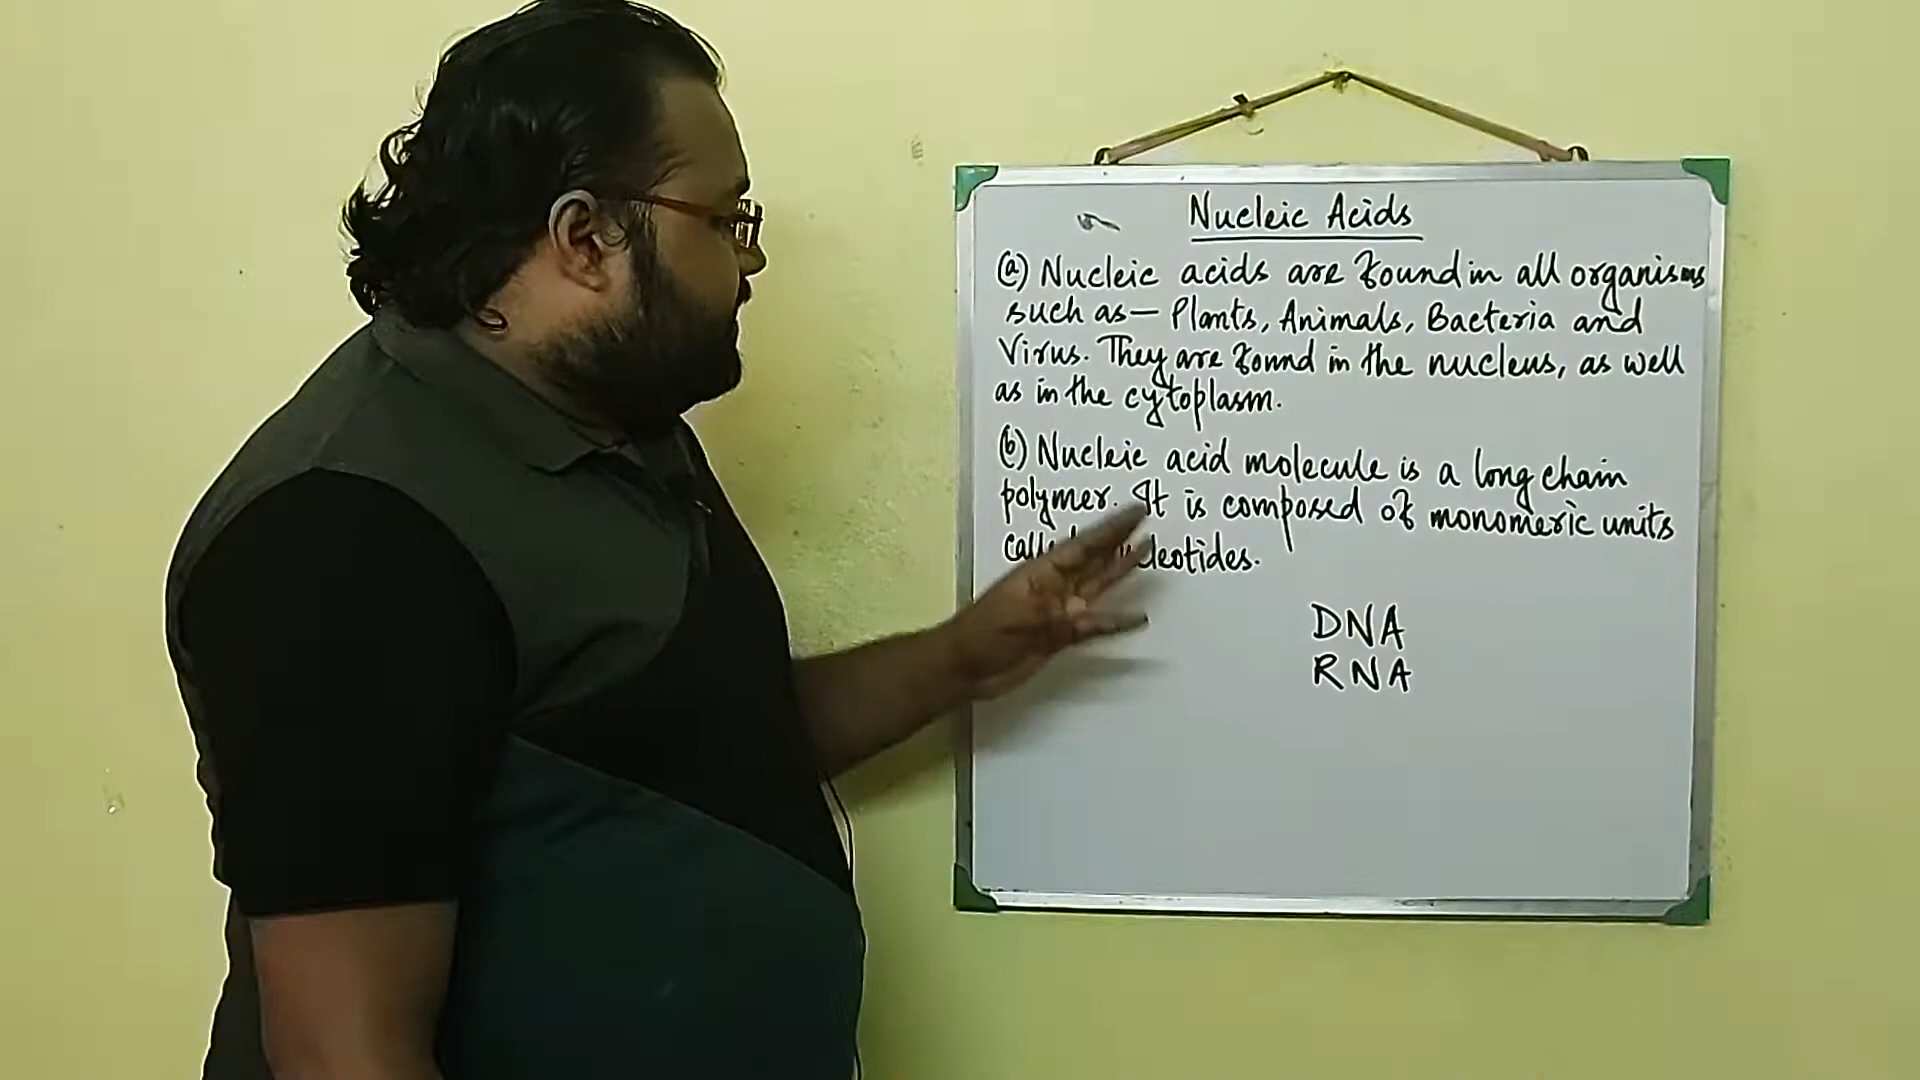 Nucleic Acids
(a) Nucleic acids are found in all organisms
such as — Plants, Animals, Bacteria and
Virus. They are found in the nucleus, as well
as in the cytoplasm.
(b) Nucleic acid molecule is a long chain
polymer. It is composed of monomeric units
DNA
RNA